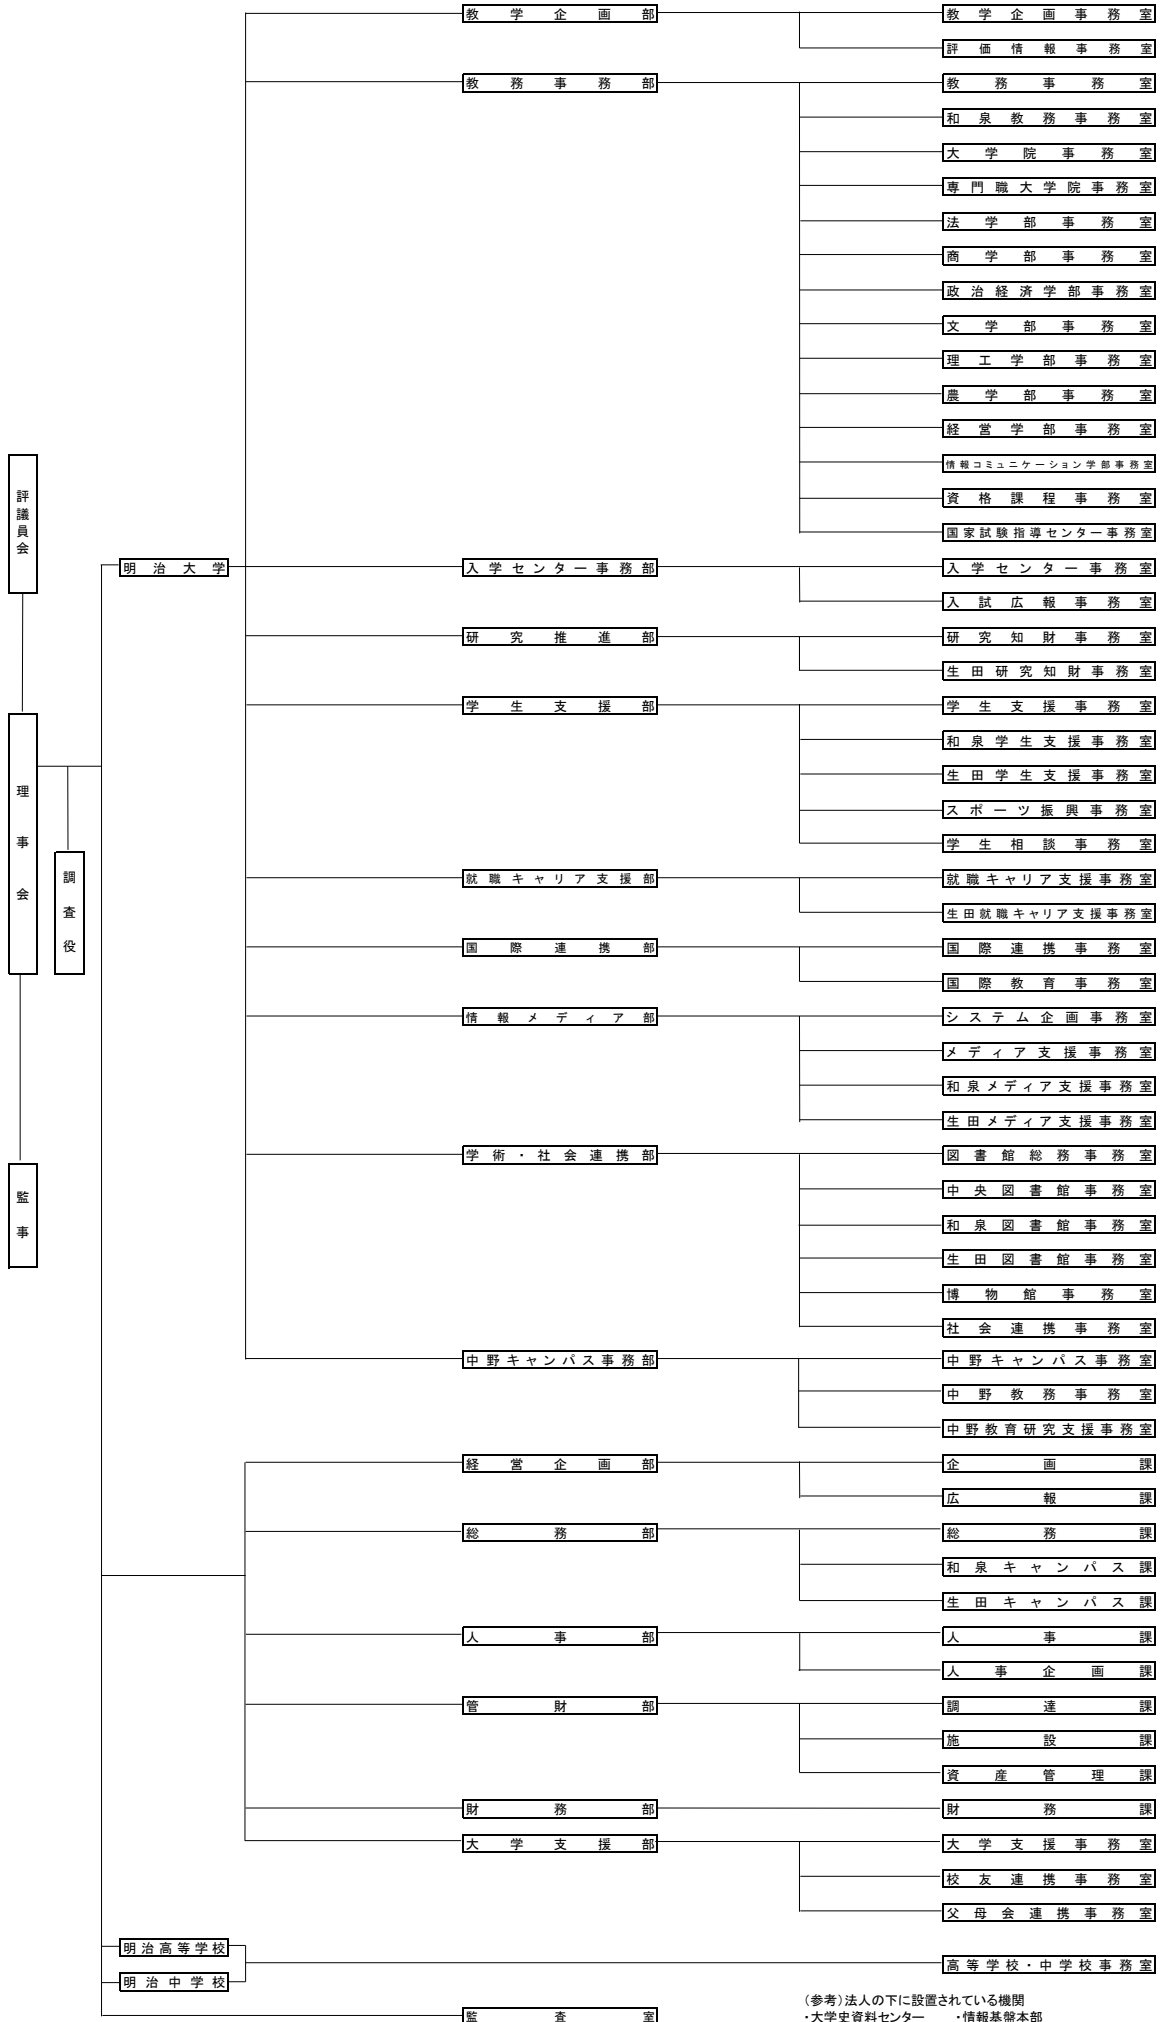 評議員会
理事会
調査役
監事
明治大学
教学企画部
教学企画事務室
評価情報事務室
教務事務部
教務事務室
和泉教務事務室
大学院事務室
専門職大学院事務室
法学部事務室
商学部事務室
政治経済学部事務室
文学部事務室
理工学部事務室
農学部事務室
経営学部事務室
情報コミュニケーション学部事務室
資格課程事務室
国家試験指導センター事務室
入学センター事務部
入学センター事務室
入試広報事務室
研究推進部
研究知財事務室
生田研究知財事務室
学生支援部
学生支援事務室
和泉学生支援事務室
生田学生支援事務室
スポーツ振興事務室
学生相談事務室
就職キャリア支援部
就職キャリア支援事務室
生田就職キャリア支援事務室
国際連携部
国際連携事務室
国際教育事務室
情報メディア部
システム企画事務室
メディア支援事務室
和泉メディア支援事務室
生田メディア支援事務室
学術・社会連携部
図書館総務事務室
中央図書館事務室
和泉図書館事務室
生田図書館事務室
博物館事務室
社会連携事務室
中野キャンパス事務部
中野キャンパス事務室
中野教務事務室
中野教育研究支援事務室
経営企画部
企画課
広報課
総務部
総務課
和泉キャンパス課
生田キャンパス課
人事部
人事課
人事企画課
管財部
調達課
施設課
資産管理課
財務部
財務課
大学支援部
大学支援事務室
校友連携事務室
父母会連携事務室
明治高等学校
明治中学校
高等学校・中学校事務室
監査室
（参考）法人の下に設置されている機関
・大学史資料センター　・情報基盤本部